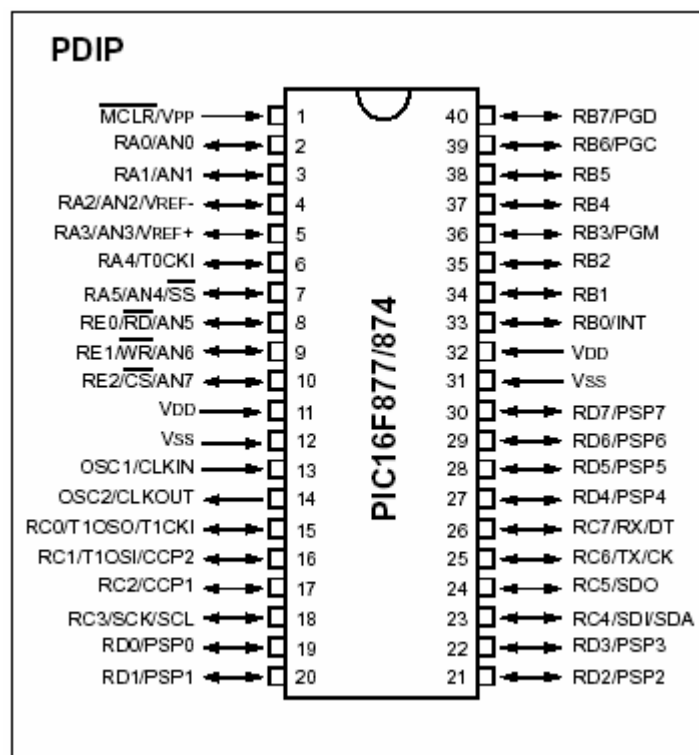 PDIP
MCLR/VPP 1 40 RB7/PGD
RA0/AN0 2 39 RB6/PGC
RA1/AN1 3 38 RB5
RA2/AN2/VREF- 4 37 RB4
RA3/AN3/VREF+ 5 36 RB3/PGM
RA4/T0CKI 6 35 RB2
RA5/AN4/SS 7 34 RB1
RE0/RD/AN5 8 33 RB0/INT
RE1/WR/AN6 9 32 VDD
RE2/CS/AN7 10 31 VSS
VDD 11 30 RD7/PSP7
VSS 12 29 RD6/PSP6
OSC1/CLKIN 13 28 RD5/PSP5
OSC2/CLKOUT 14 27 RD4/PSP4
RC0/T1OSO/T1CKI 15 26 RC7/RX/DT
RC1/T1OSI/CCP2 16 25 RC6/TX/CK
RC2/CCP1 17 24 RC5/SDO
RC3/SCK/SCL 18 23 RC4/SDI/SDA
RD0/PSP0 19 22 RD3/PSP3
RD1/PSP1 20 21 RD2/PSP2
PIC16F877/874